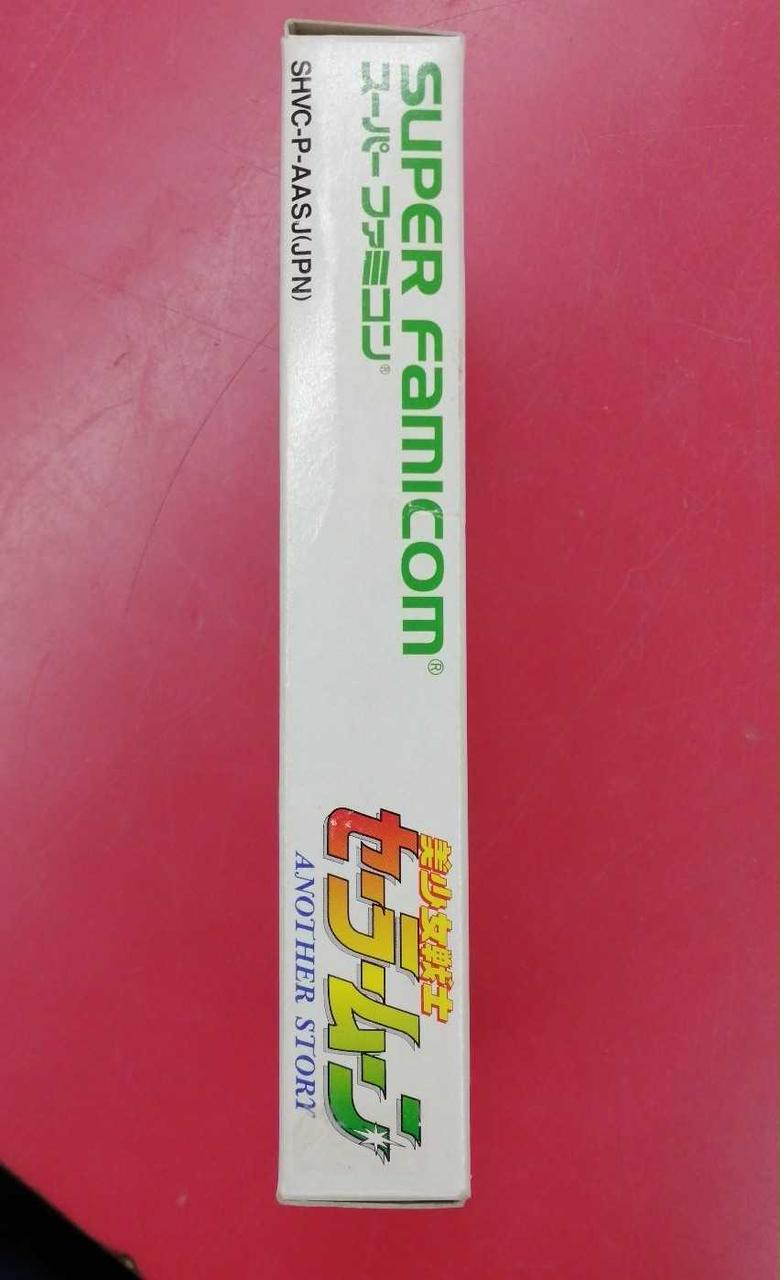 SUPER FAMICOM®
スーパーファミコン®
SHVC-P-AASJ(JPN)
美少女戦士
セーラームーン
ANOTHER STORY